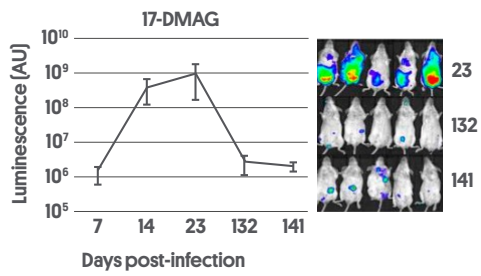 17-DMAG
Luminescence (AU)
10¹⁰
10⁹
10⁸
10⁷
10⁶
10⁵
7 14 23 132 141
Days post-infection
23
132
141